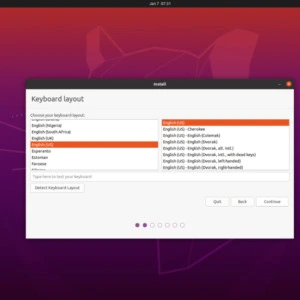 Jan 7 07:31
Install
Keyboard layout
Choose your keyboard layout:
English (Nigeria)
English (South Africa)
English (UK)
English (US)
Esperanto
Estonian
Faroese
English (US)
English (US) - Cherokee
English (US) - English (Colemak)
English (US) - English (Dvorak)
English (US) - English (Dvorak, alt. intl.)
English (US) - English (Dvorak, intl., with dead keys)
English (US) - English (Dvorak, left-handed)
English (US) - English (Dvorak, right-handed)
Type here to test your keyboard
Detect Keyboard Layout
Quit
Back
Continue